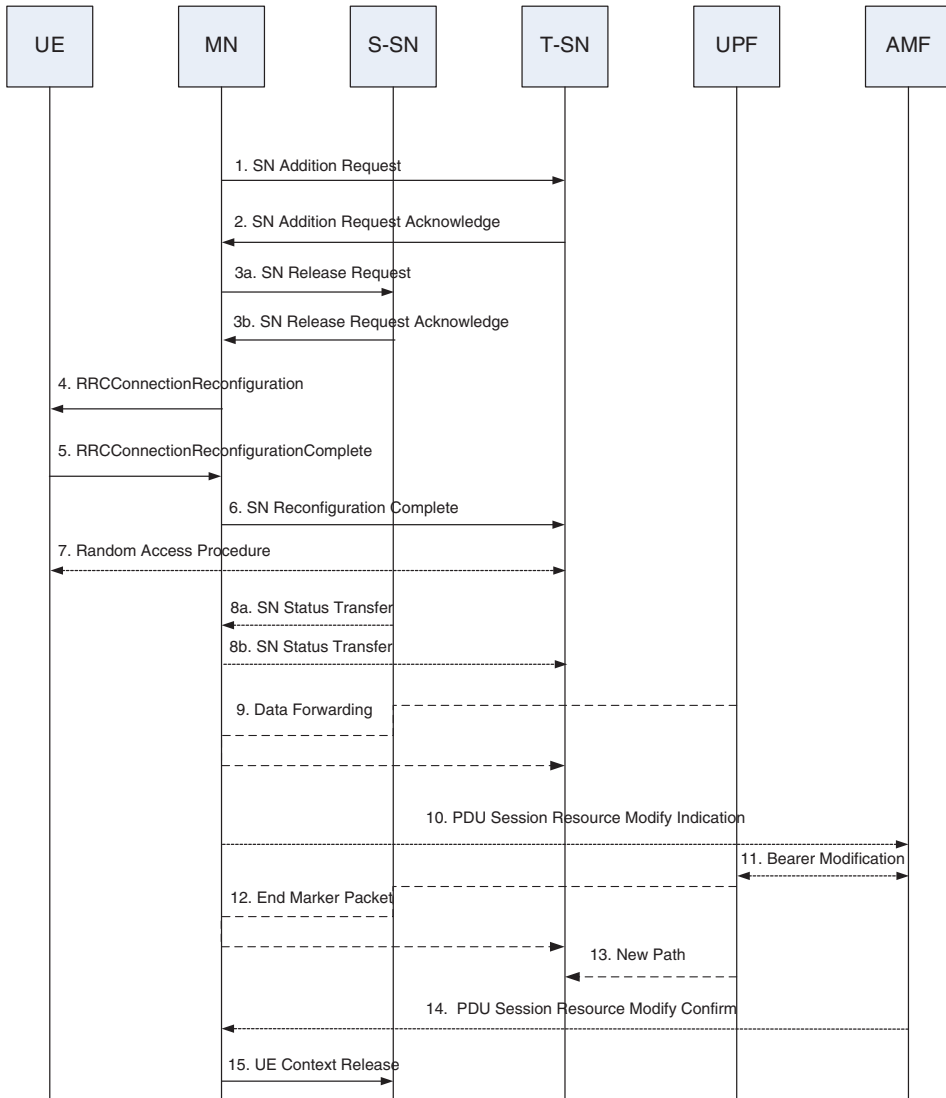 UE
MN
S-SN
T-SN
UPF
AMF
1. SN Addition Request
2. SN Addition Request Acknowledge
3a. SN Release Request
3b. SN Release Request Acknowledge
4. RRCConnectionReconfiguration
5. RRCConnectionReconfigurationComplete
6. SN Reconfiguration Complete
7. Random Access Procedure
8a. SN Status Transfer
8b. SN Status Transfer
9. Data Forwarding
10. PDU Session Resource Modify Indication
11. Bearer Modification
12. End Marker Packet
13. New Path
14. PDU Session Resource Modify Confirm
15. UE Context Release